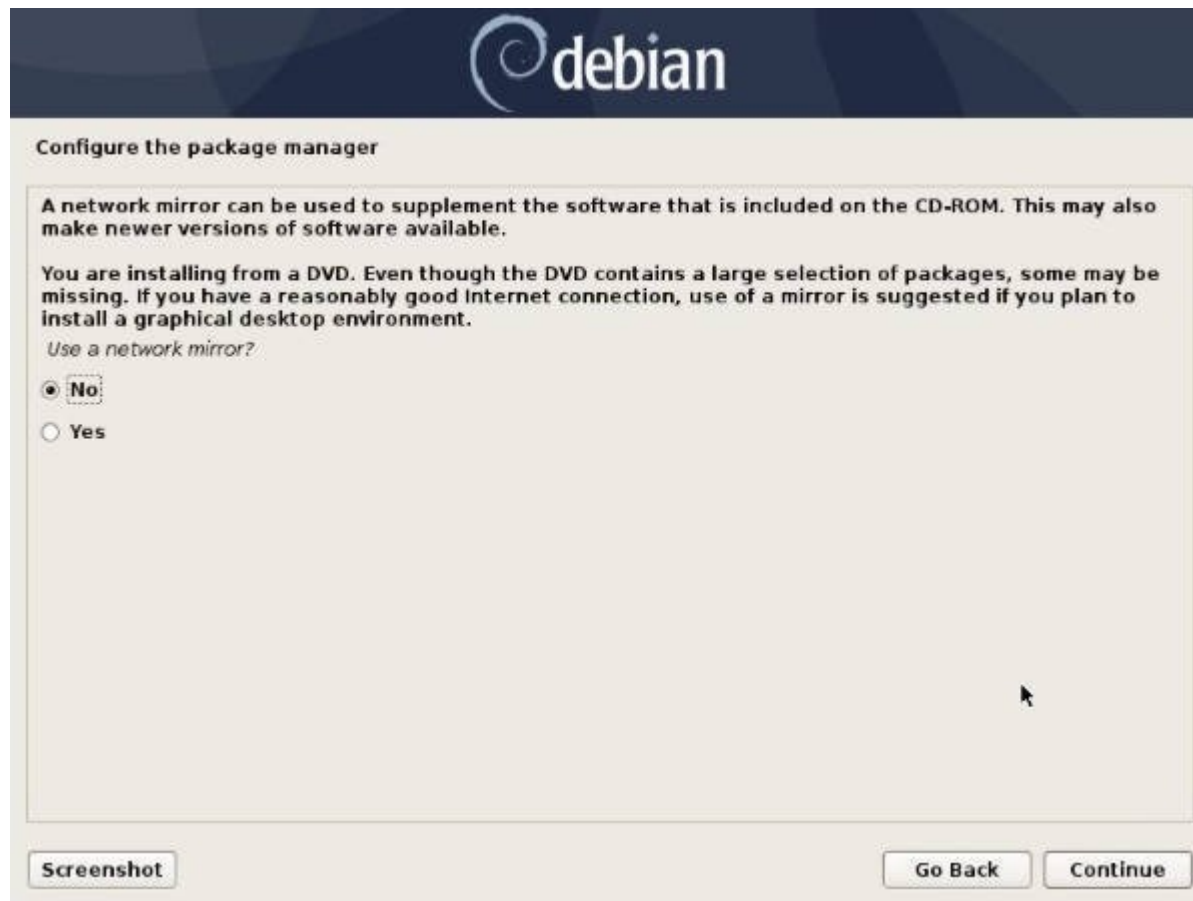 debian
Configure the package manager
A network mirror can be used to supplement the software that is included on the CD-ROM. This may also
make newer versions of software available.
You are installing from a DVD. Even though the DVD contains a large selection of packages, some may be
missing. If you have a reasonably good Internet connection, use of a mirror is suggested if you plan to
install a graphical desktop environment.
Use a network mirror?
No
Yes
Screenshot
Go Back
Continue